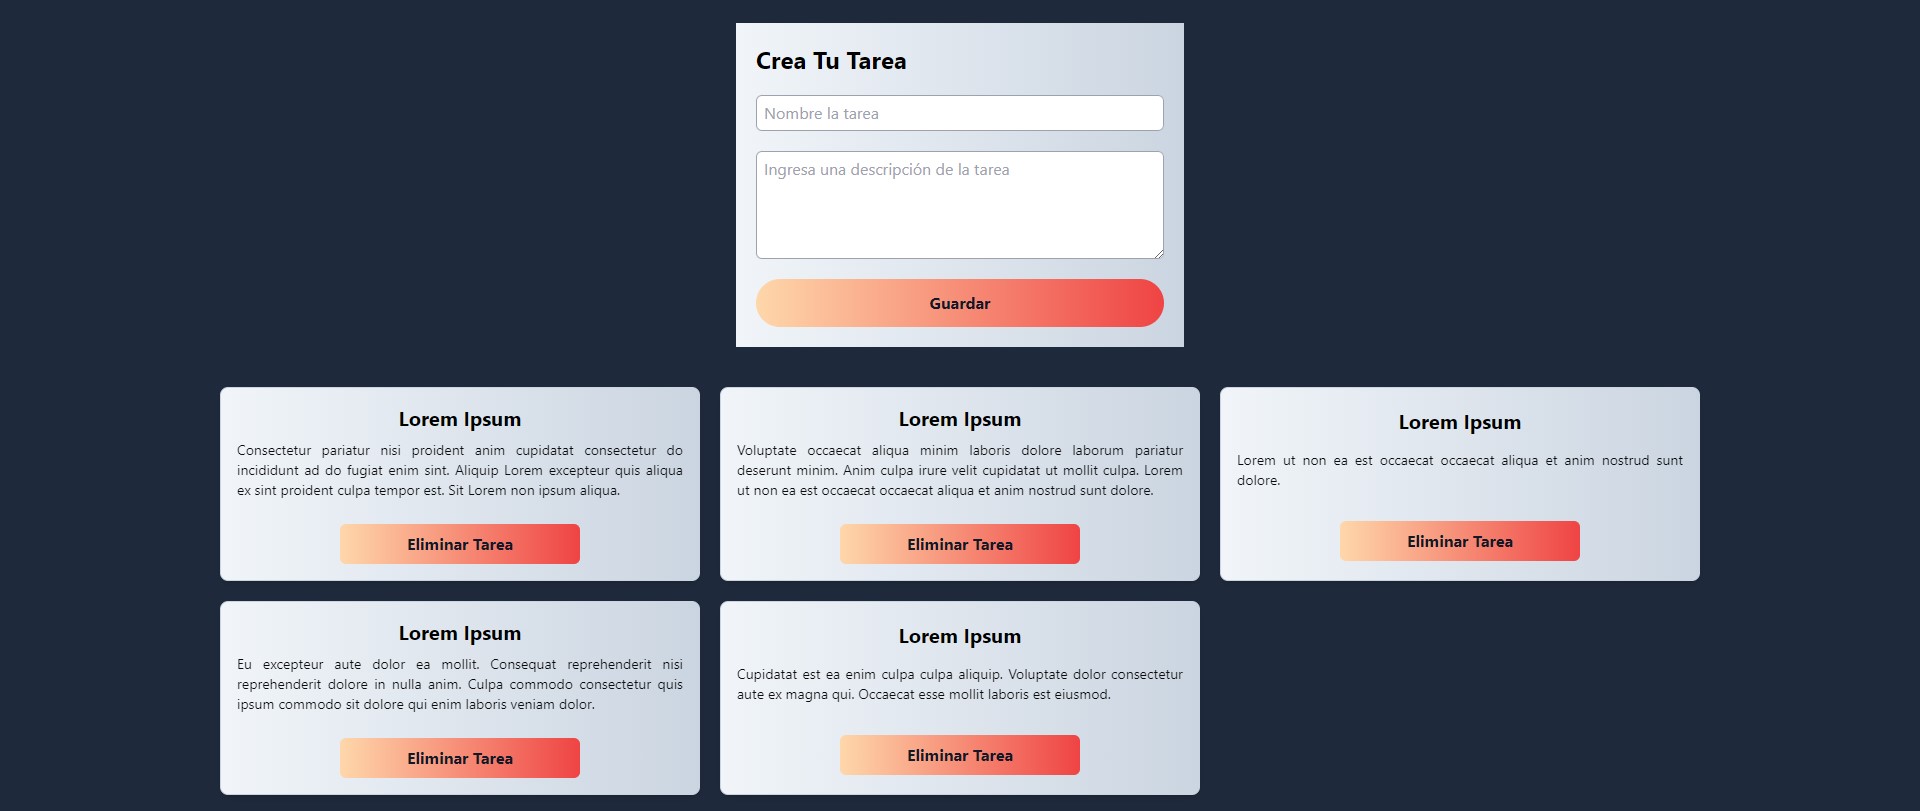 Crea Tu Tarea
Nombre la tarea
Ingresa una descripción de la tarea
Guardar
Lorem Ipsum
Consectetur pariatur nisi proident anim cupidatat consectetur do
incididunt ad do fugiat enim sint. Aliquip Lorem excepteur quis aliqua
ex sint proident culpa tempor est. Sit Lorem non ipsum aliqua.
Eliminar Tarea
Lorem Ipsum
Voluptate occaecat aliqua minim laboris dolore laborum pariatur
deserunt minim. Anim culpa irure velit cupidatat ut mollit culpa. Lorem
ut non ea est occaecat occaecat aliqua et anim nostrud sunt dolore.
Eliminar Tarea
Lorem Ipsum
Lorem ut non ea est occaecat occaecat aliqua et anim nostrud sunt
dolore.
Eliminar Tarea
Lorem Ipsum
Eu excepteur aute dolor ea mollit. Consequat reprehenderit nisi
reprehenderit dolore in nulla anim. Culpa commodo consectetur quis
ipsum commodo sit dolore qui enim laboris veniam dolor.
Eliminar Tarea
Lorem Ipsum
Cupidatat est ea enim culpa culpa aliquip. Voluptate dolor consectetur
aute ex magna qui. Occaecat esse mollit laboris est eiusmod.
Eliminar Tarea